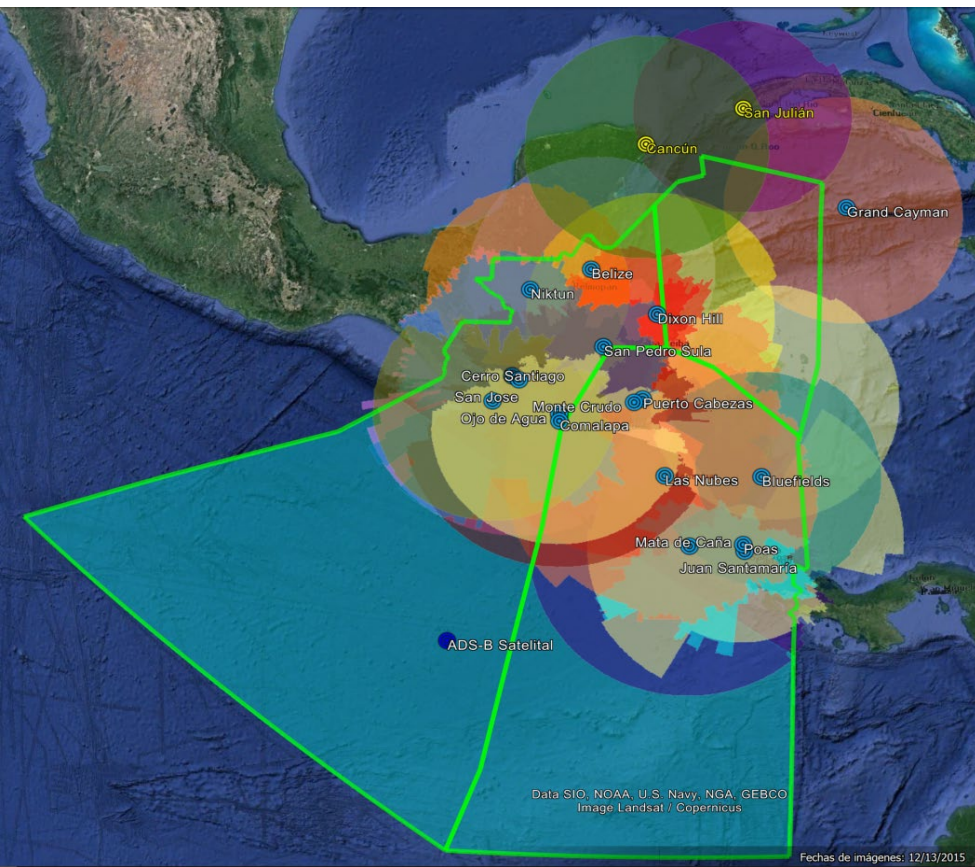 San Julián
Cancún
Grand Cayman
Belize
Niktun
Dixon Hill
San Pedro Sula
Cerro Santiago
San Jose
Monte Crudo
Puerto Cabezas
Ojo de Agua
Comalapa
Las Nubes
Bluefields
Mata de Caña
Poas
Juan Santamaría
ADS-B Satelital
Data SIO, NOAA, U.S. Navy, NGA, GEBCO
Image Landsat / Copernicus
Fechas de imágenes: 12/13/2015